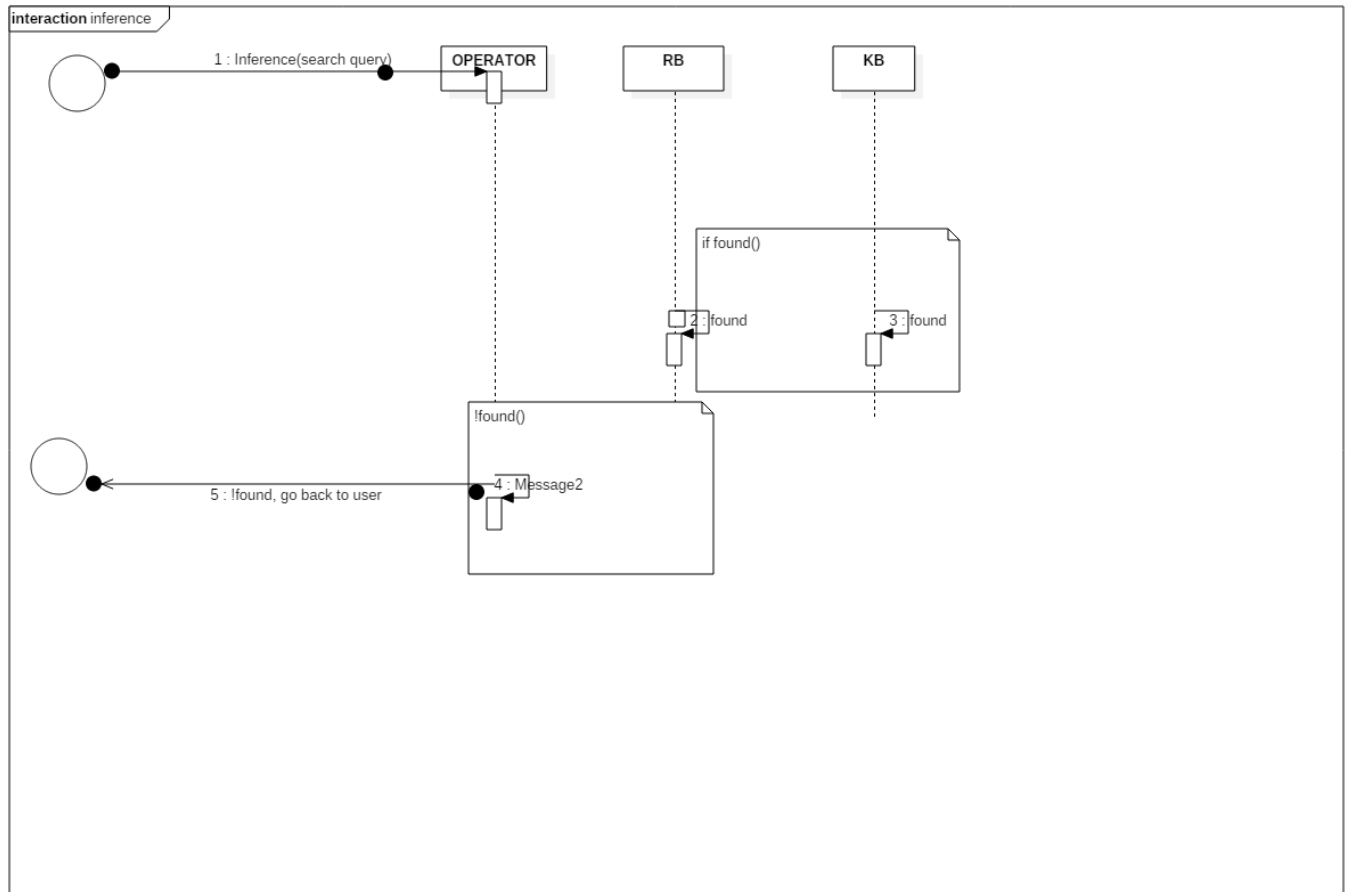 interaction inference
1 : Inference(search query)
OPERATOR
RB
KB
if found()
2 : found
3 : found
!found()
4 : Message2
5 : !found, go back to user